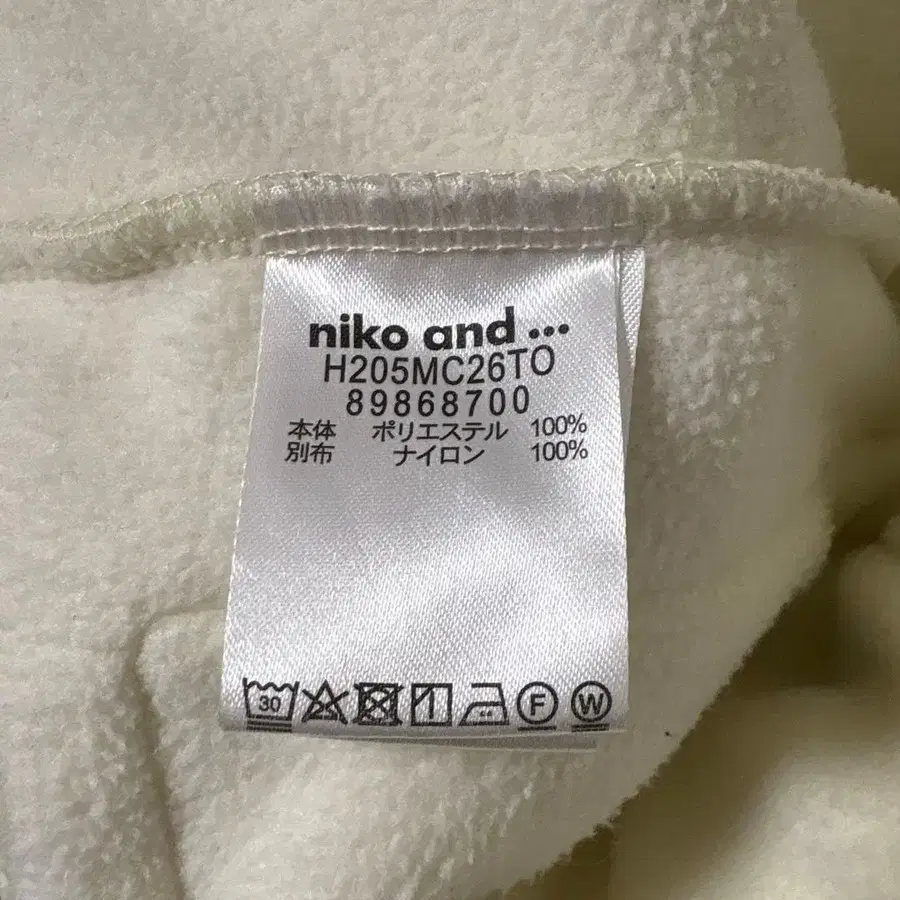 niko and ...
H205MC26TO
89868700
本体 ポリエステル 100%
別布 ナイロン 100%
30 F W